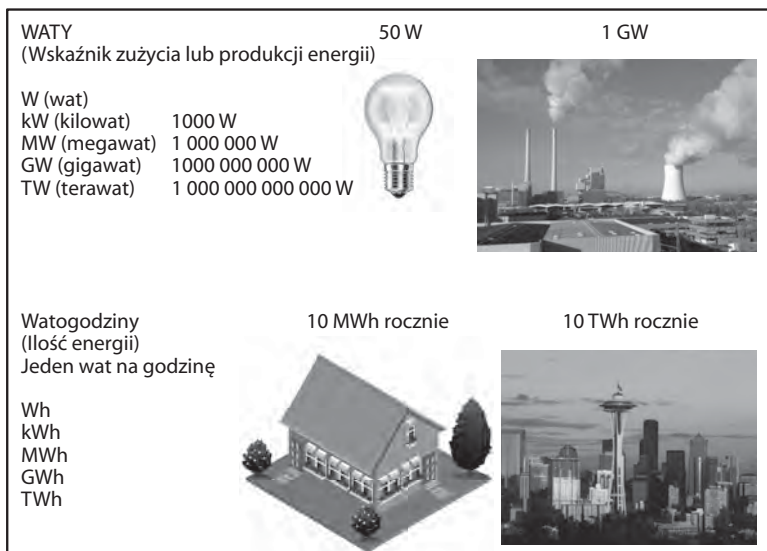 WATY 50 W 1 GW
(Wskaźnik zużycia lub produkcji energii)
W (wat)
kW (kilowat) 1000 W
MW (megawat) 1 000 000 W
GW (gigawat) 1000 000 000 W
TW (terawat) 1 000 000 000 000 W
Watogodziny 10 MWh rocznie 10 TWh rocznie
(Ilość energii)
Jeden wat na godzinę
Wh
kWh
MWh
GWh
TWh